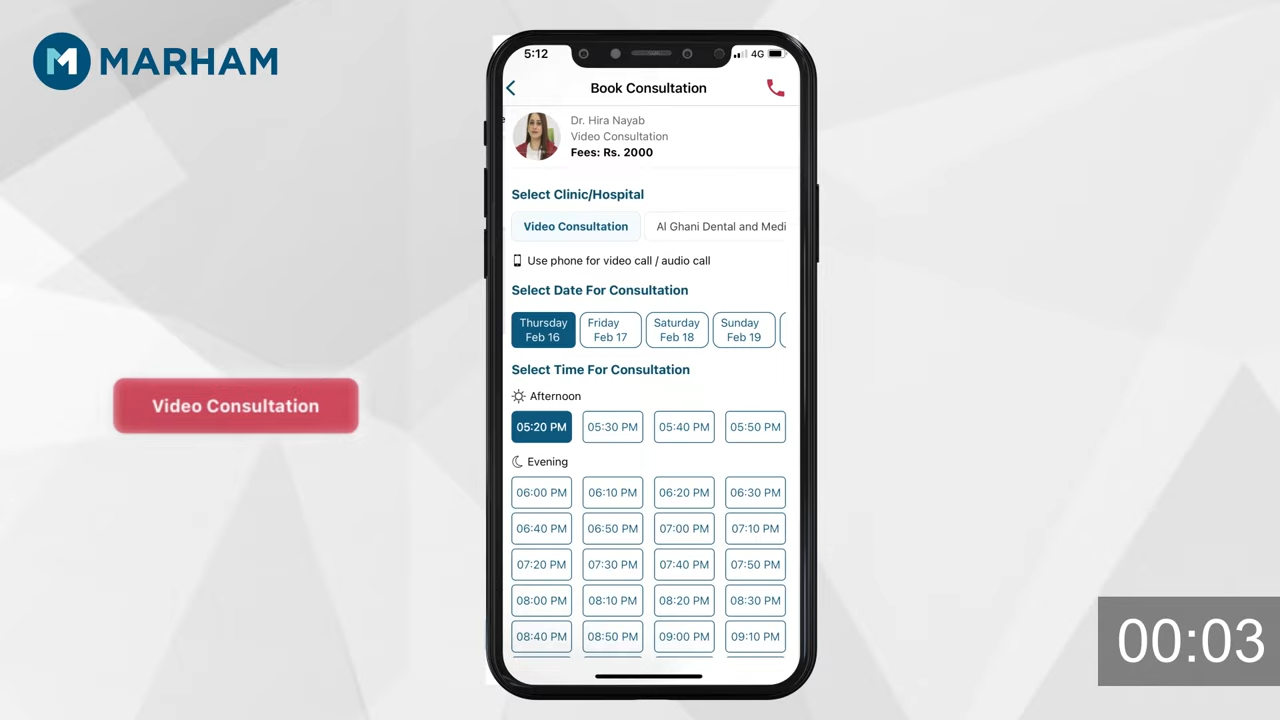 MARHAM
5:12
4G
Book Consultation
Dr. Hira Nayab
Video Consultation
Fees: Rs. 2000
Select Clinic/Hospital
Video Consultation
Al Ghani Dental and Medi
Use phone for video call / audio call
Select Date For Consultation
Thursday
Feb 16
Friday
Feb 17
Saturday
Feb 18
Sunday
Feb 19
Select Time For Consultation
Afternoon
05:20 PM 05:30 PM 05:40 PM 05:50 PM
Evening
06:00 PM 06:10 PM 06:20 PM 06:30 PM
06:40 PM 06:50 PM 07:00 PM 07:10 PM
07:20 PM 07:30 PM 07:40 PM 07:50 PM
08:00 PM 08:10 PM 08:20 PM 08:30 PM
08:40 PM 08:50 PM 09:00 PM 09:10 PM
Video Consultation
00:03